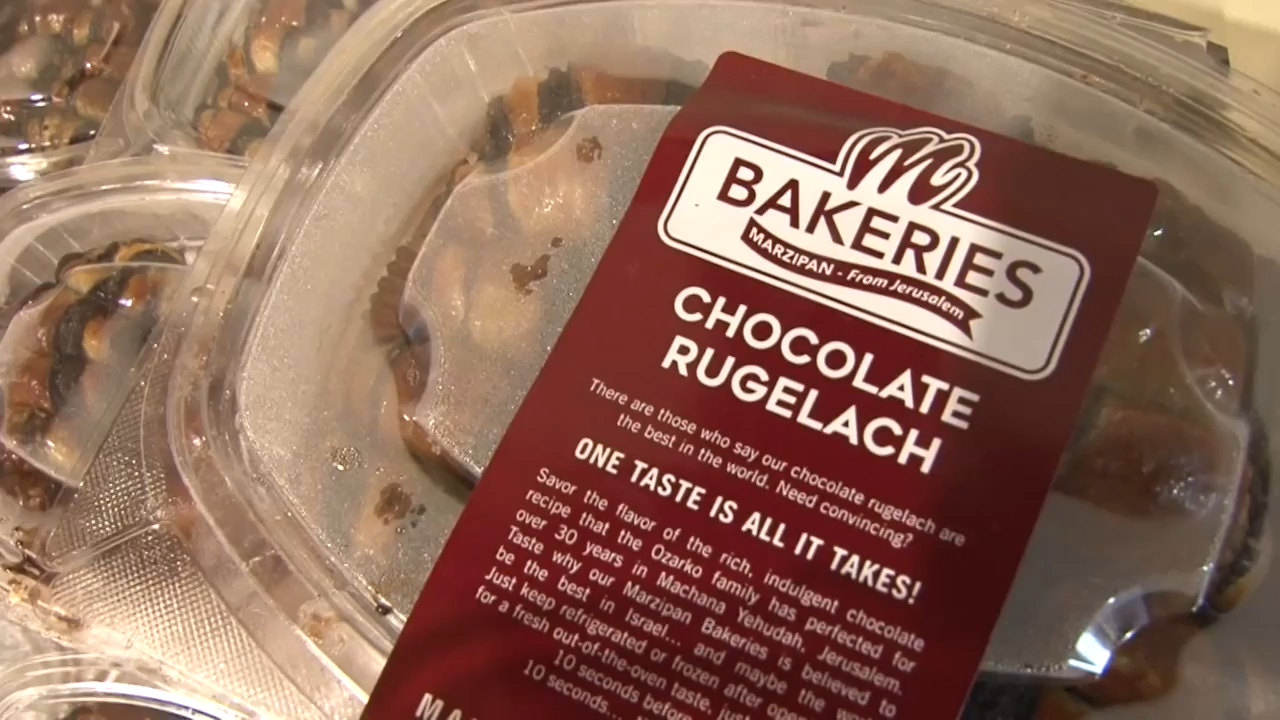 m
BAKERIES
MARZIPAN - From Jerusalem
CHOCOLATE
RUGELACH
There are those who say our chocolate rugelach are
the best in the world. Need convincing?
ONE TASTE IS ALL IT TAKES!
Savor the flavor of the rich, indulgent chocolate
recipe that the Ozarko family has perfected for
over 30 years in Machana Yehudah, Jerusalem.
Taste why our Marzipan Bakeries is believed to
be the best in Israel... and maybe the
Just keep refrigerated or frozen after
for a fresh out-of-the-oven taste,
10 seconds before
10 seconds...